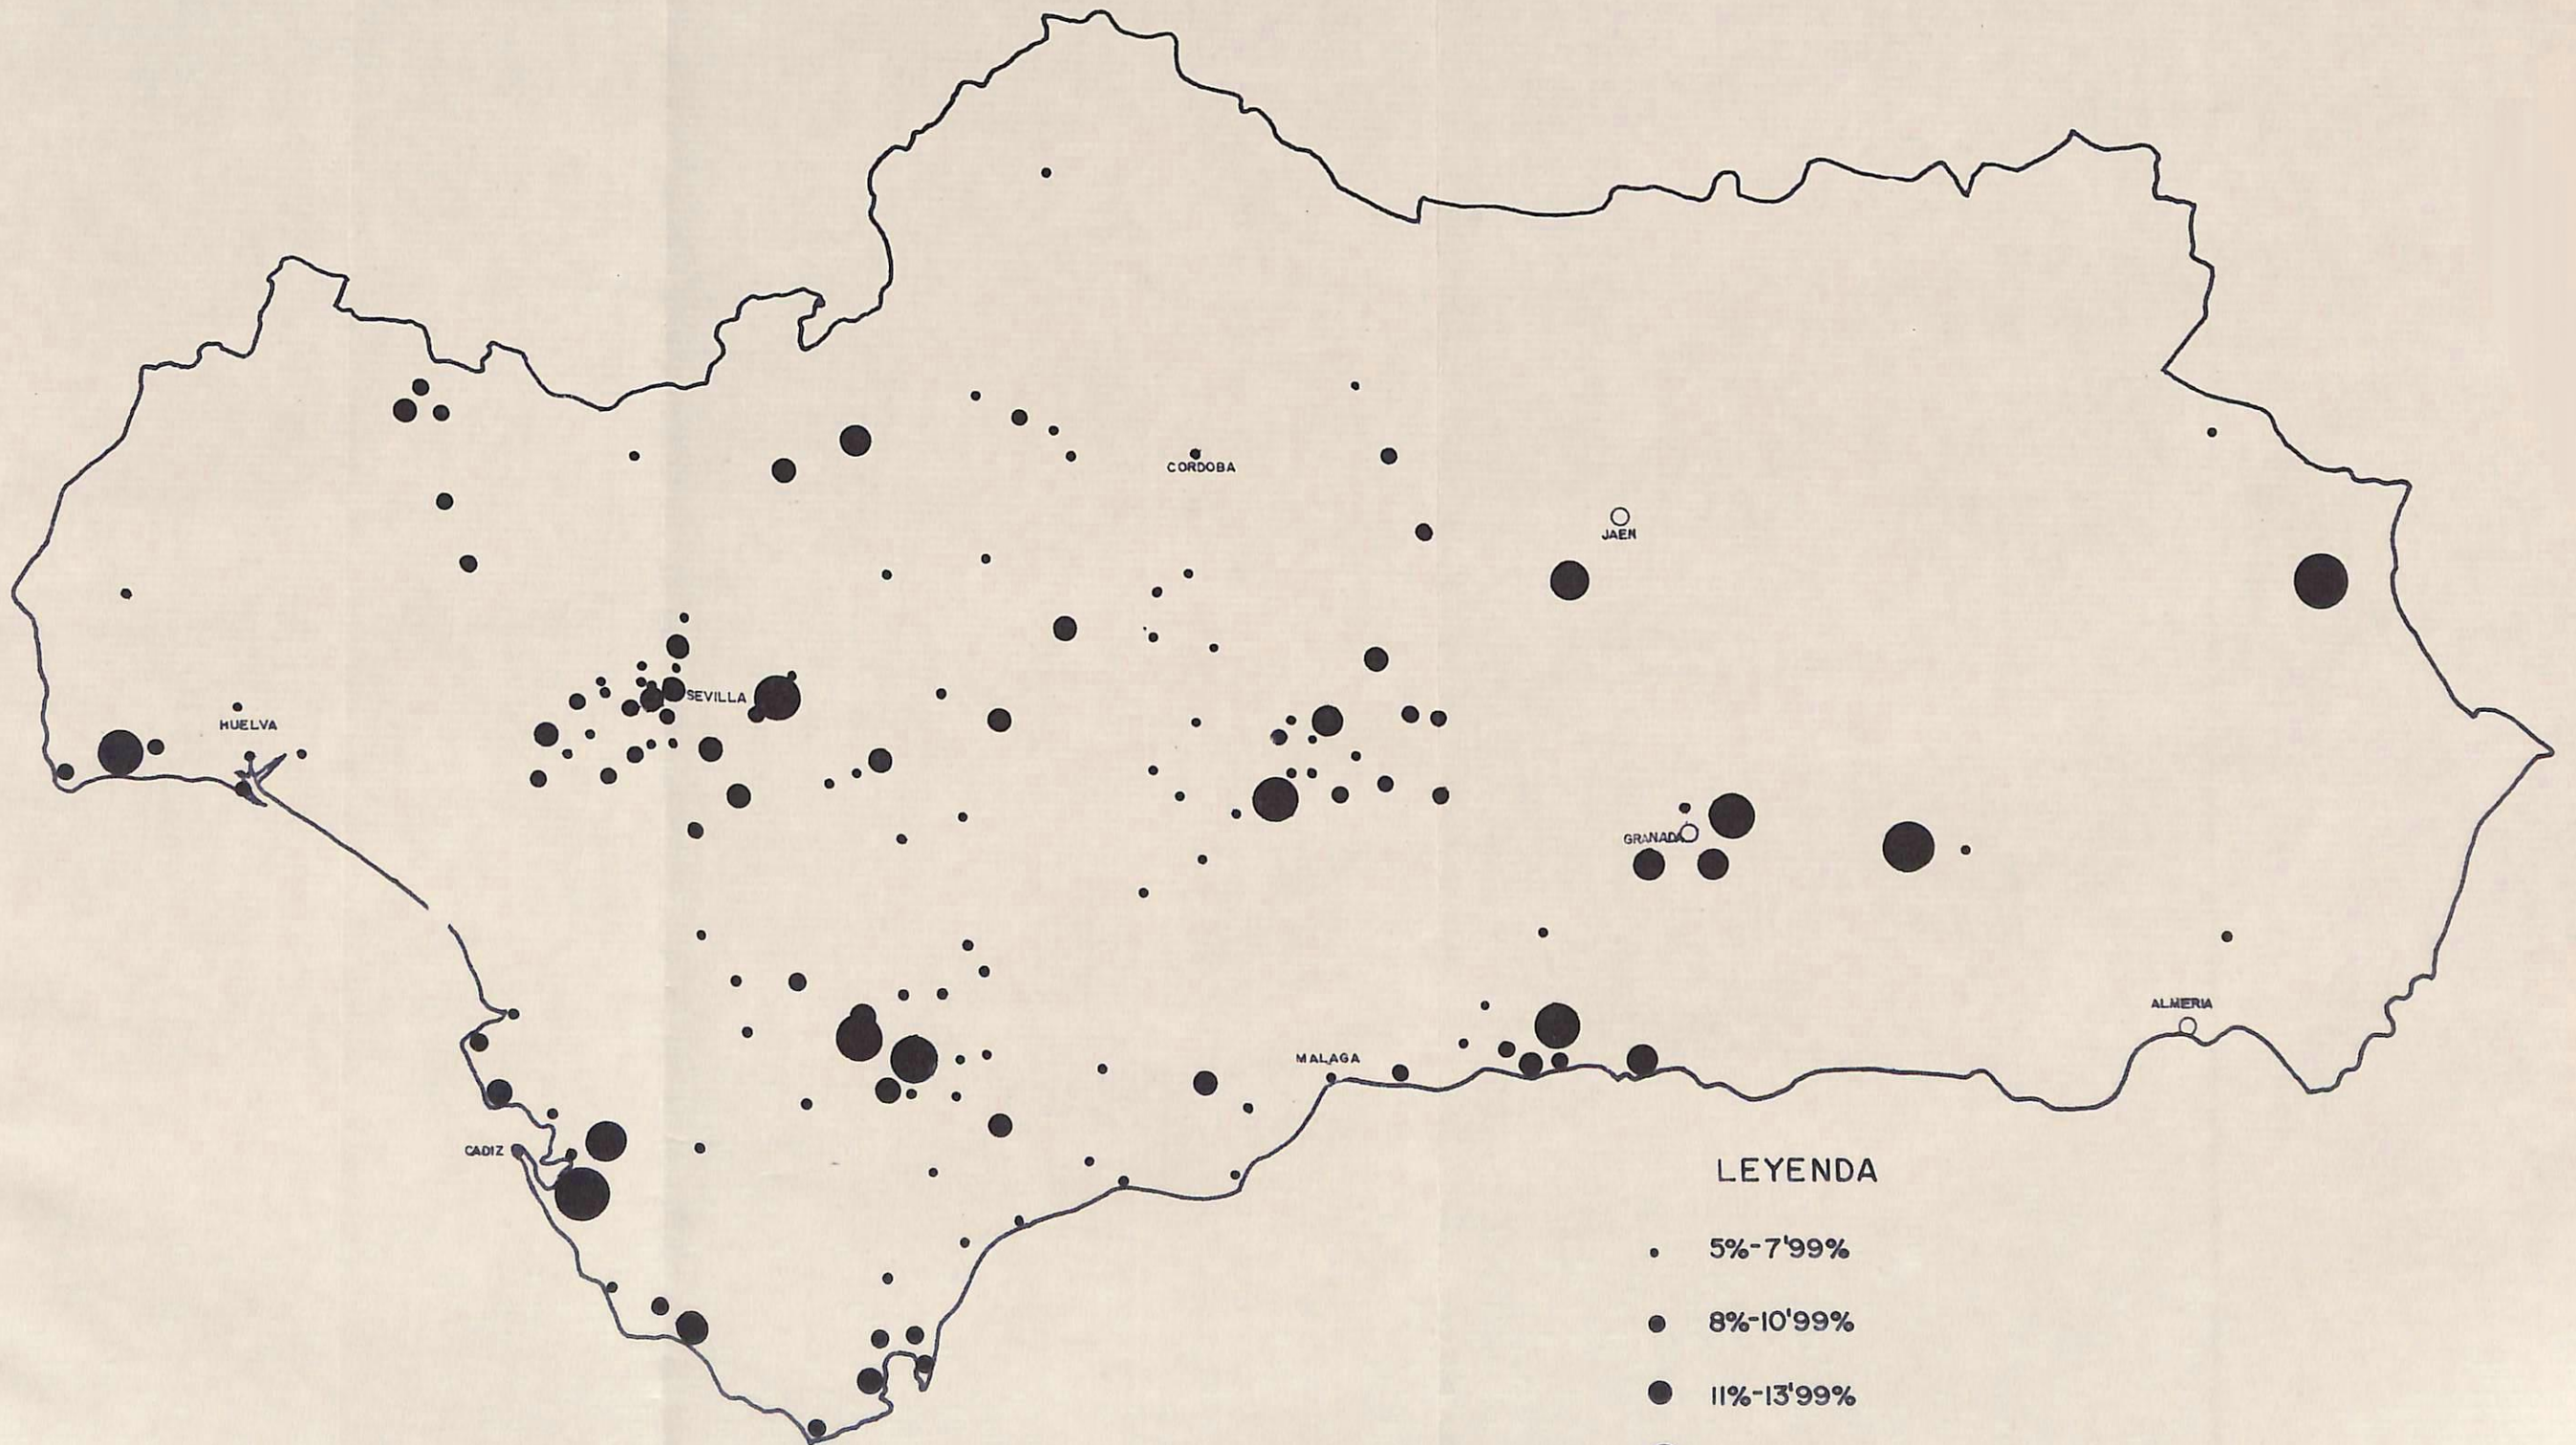 CORDOBA
JAEN
SEVILLA
HUELVA
GRANADA
ALMERIA
MALAGA
CADIZ
LEYENDA
5%-7'99%
8%-10'99%
11%-13'99%